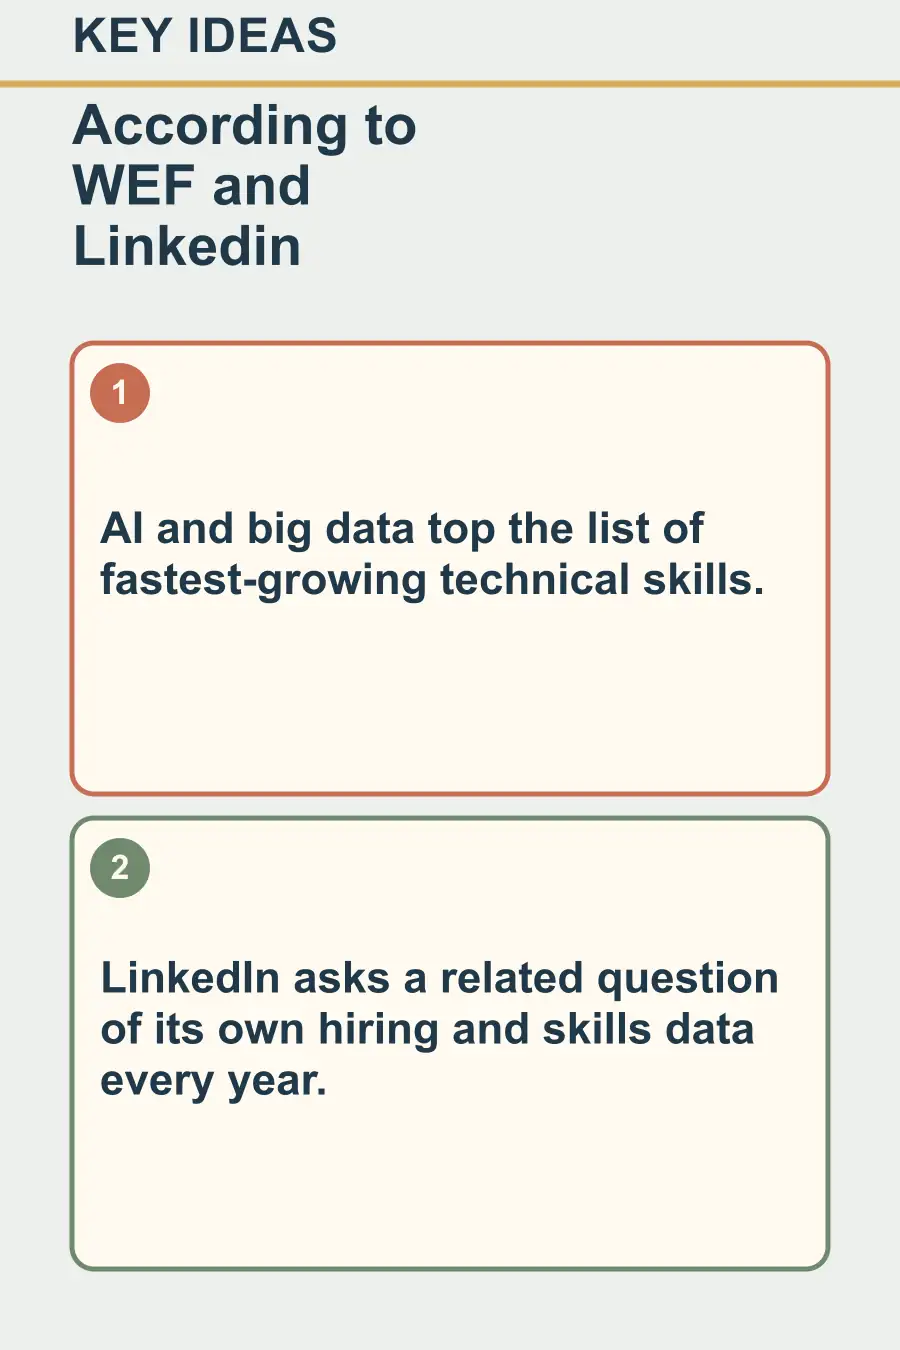 KEY IDEAS
According to
WEF and
Linkedin
1
AI and big data top the list of
fastest-growing technical skills.
2
LinkedIn asks a related question
of its own hiring and skills data
every year.